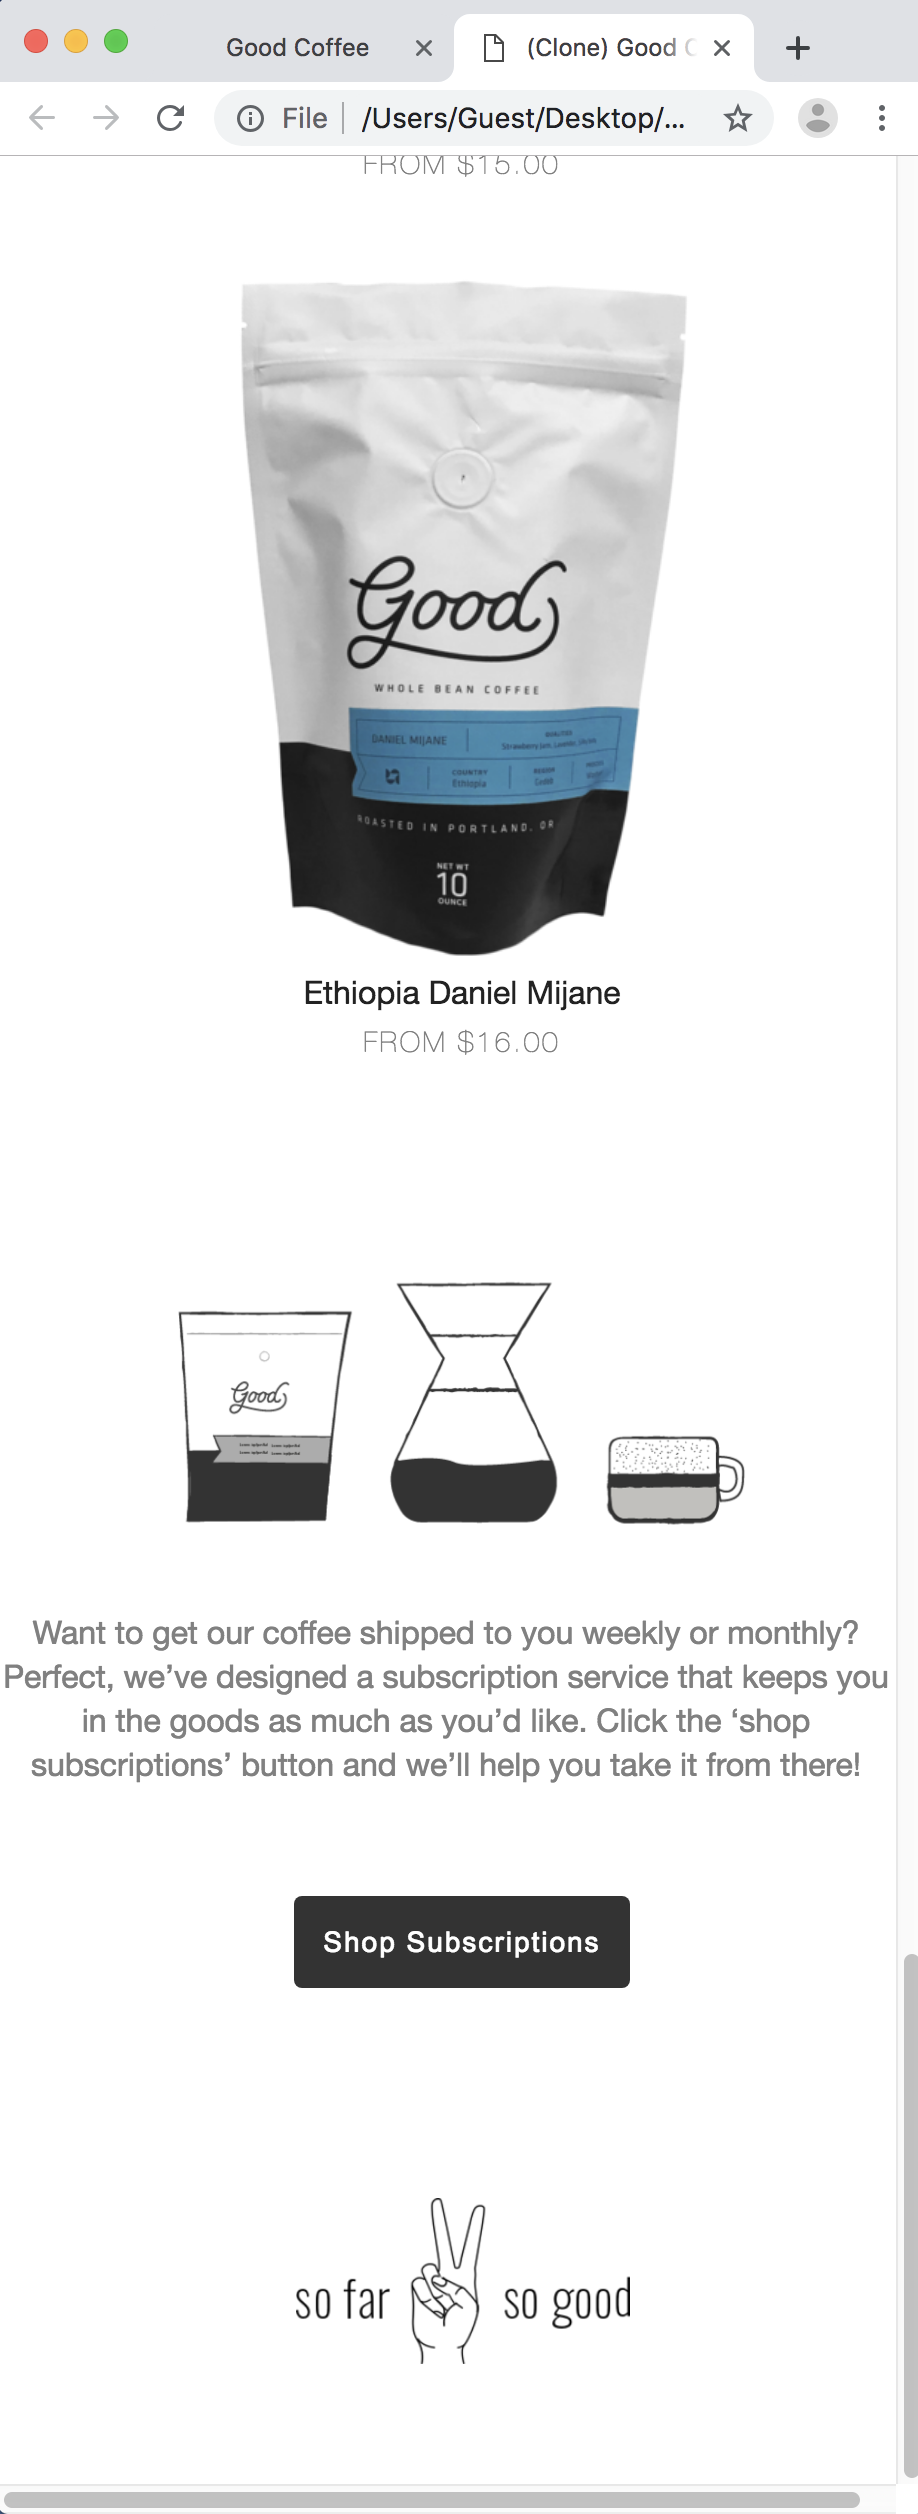 Good Coffee
(Clone) Good C
File
/Users/Guest/Desktop/...
FROM $15.00
Good
WHOLE BEAN COFFEE
DANIEL MIJANE
QUALITIES
COUNTRY
Ethiopia
REGION
ROASTED IN PORTLAND, OR
NET WT
10
OUNCE
Ethiopia Daniel Mijane
FROM $16.00
Good
Want to get our coffee shipped to you weekly or monthly?
Perfect, we’ve designed a subscription service that keeps you
in the goods as much as you’d like. Click the ‘shop
subscriptions’ button and we’ll help you take it from there!
Shop Subscriptions
so far so good